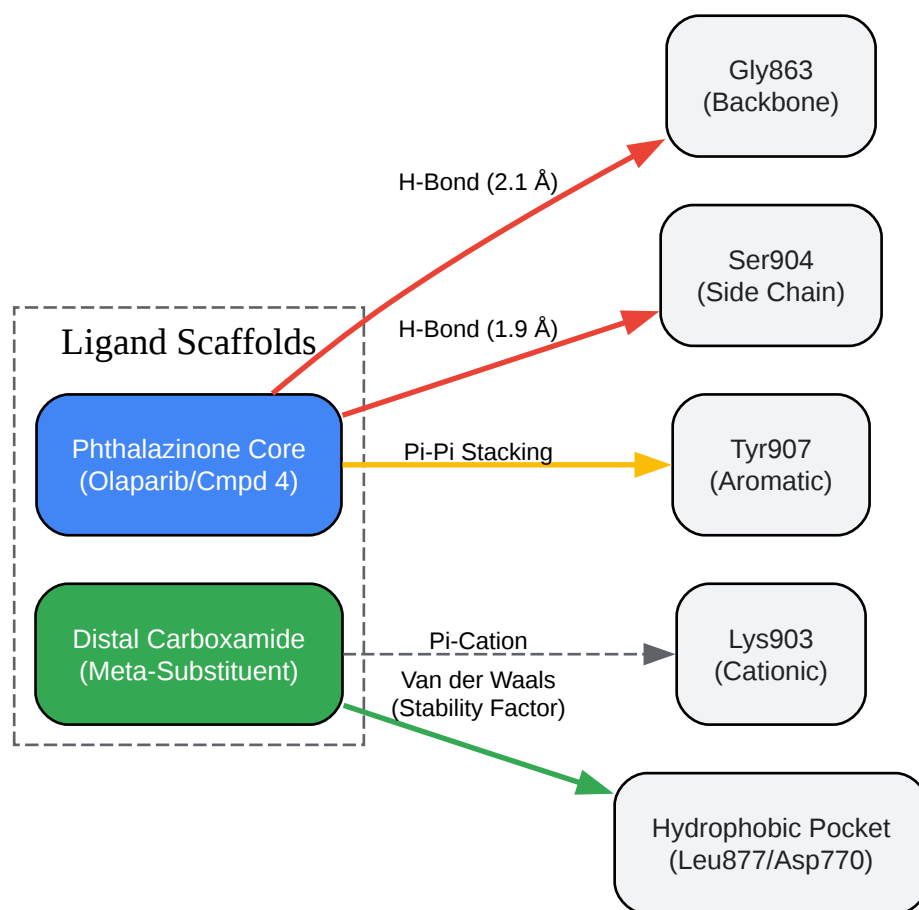 Gly863
(Backbone)
H-Bond (2.1 Å)
Ser904
(Side Chain)
H-Bond (1.9 Å)
Ligand Scaffolds
Phthalazinone Core
(Olaparib/Cmpd 4)
Pi-Pi Stacking
Tyr907
(Aromatic)
Distal Carboxamide
(Meta-Substituent)
Pi-Cation
Lys903
(Cationic)
Van der Waals
(Stability Factor)
Hydrophobic Pocket
(Leu877/Asp770)